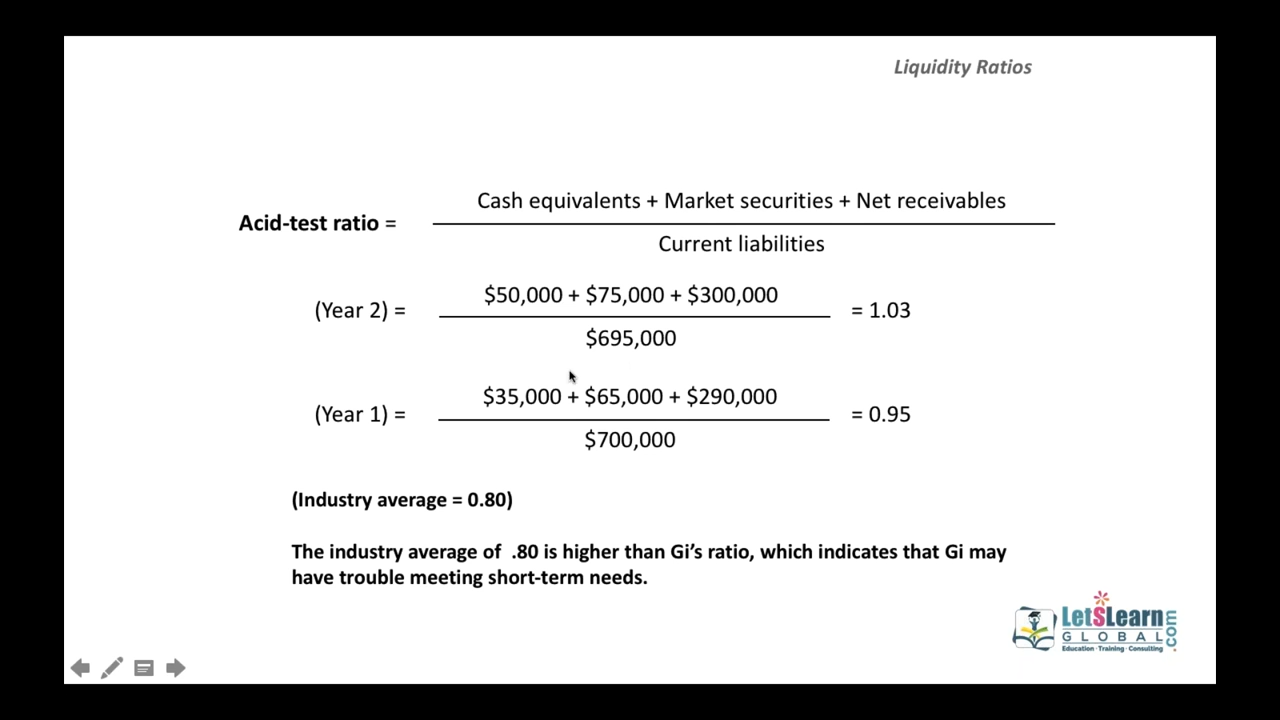 Liquidity Ratios
Cash equivalents + Market securities + Net receivables
Acid-test ratio =
Current liabilities
$50,000 + $75,000 + $300,000
(Year 2) =
= 1.03
$695,000
$35,000 + $65,000 + $290,000
(Year 1) =
= 0.95
$700,000
(Industry average = 0.80)
The industry average of .80 is higher than Gi’s ratio, which indicates that Gi may
have trouble meeting short-term needs.
LetSLearn
GLOBAL
.com
Education · Training · Consulting